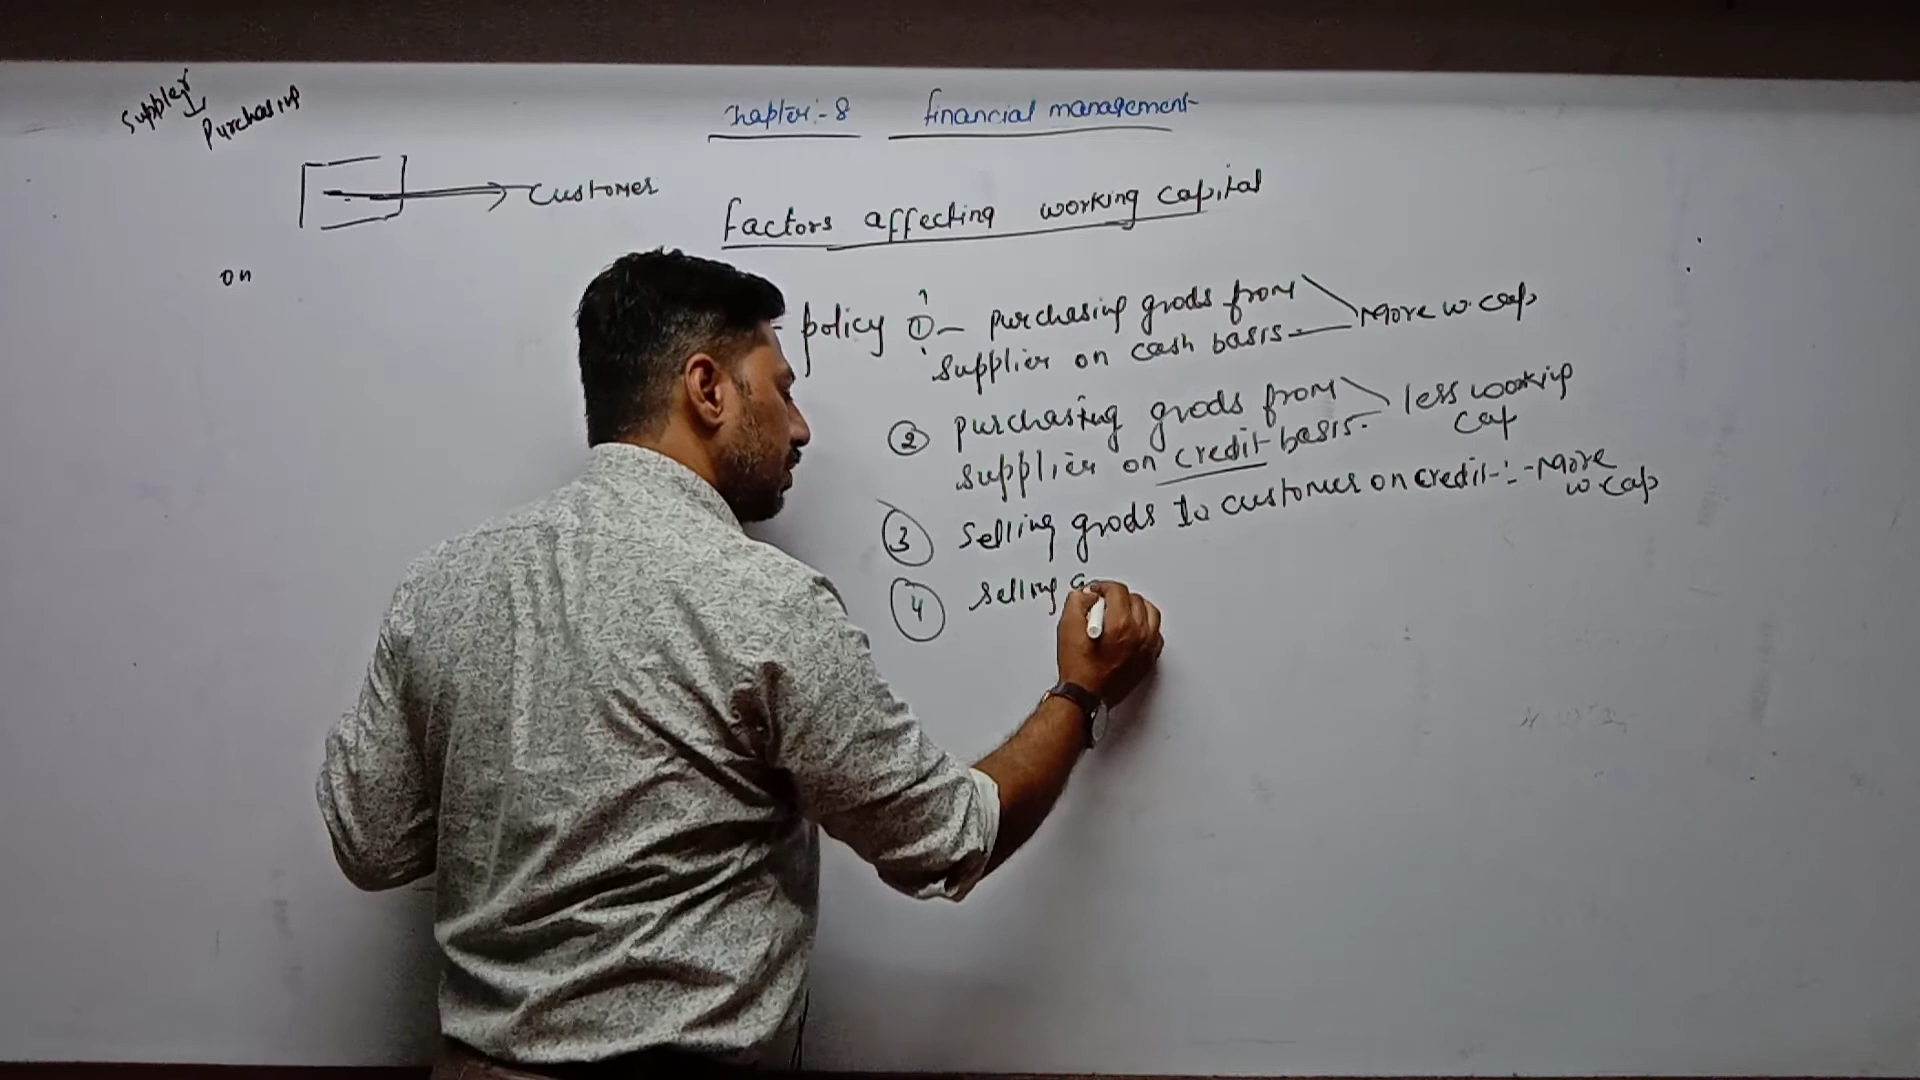 Supplier
Purchasing
Chapter:-8 Financial management
Customer
Factors affecting working capital
on
- policy ① - purchasing goods from
supplier on cash basis - More w.cap
② purchasing goods from
supplier on credit basis. less working
cap
③ Selling goods to customer on credit :- More
w.cap
④ Selling g